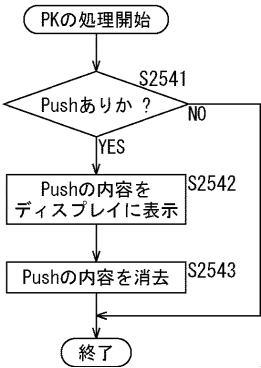 PKの処理開始
S2541
Pushありか ?
NO
YES
Pushの内容を
ディスプレイに表示
S2542
Pushの内容を消去
S2543
終了